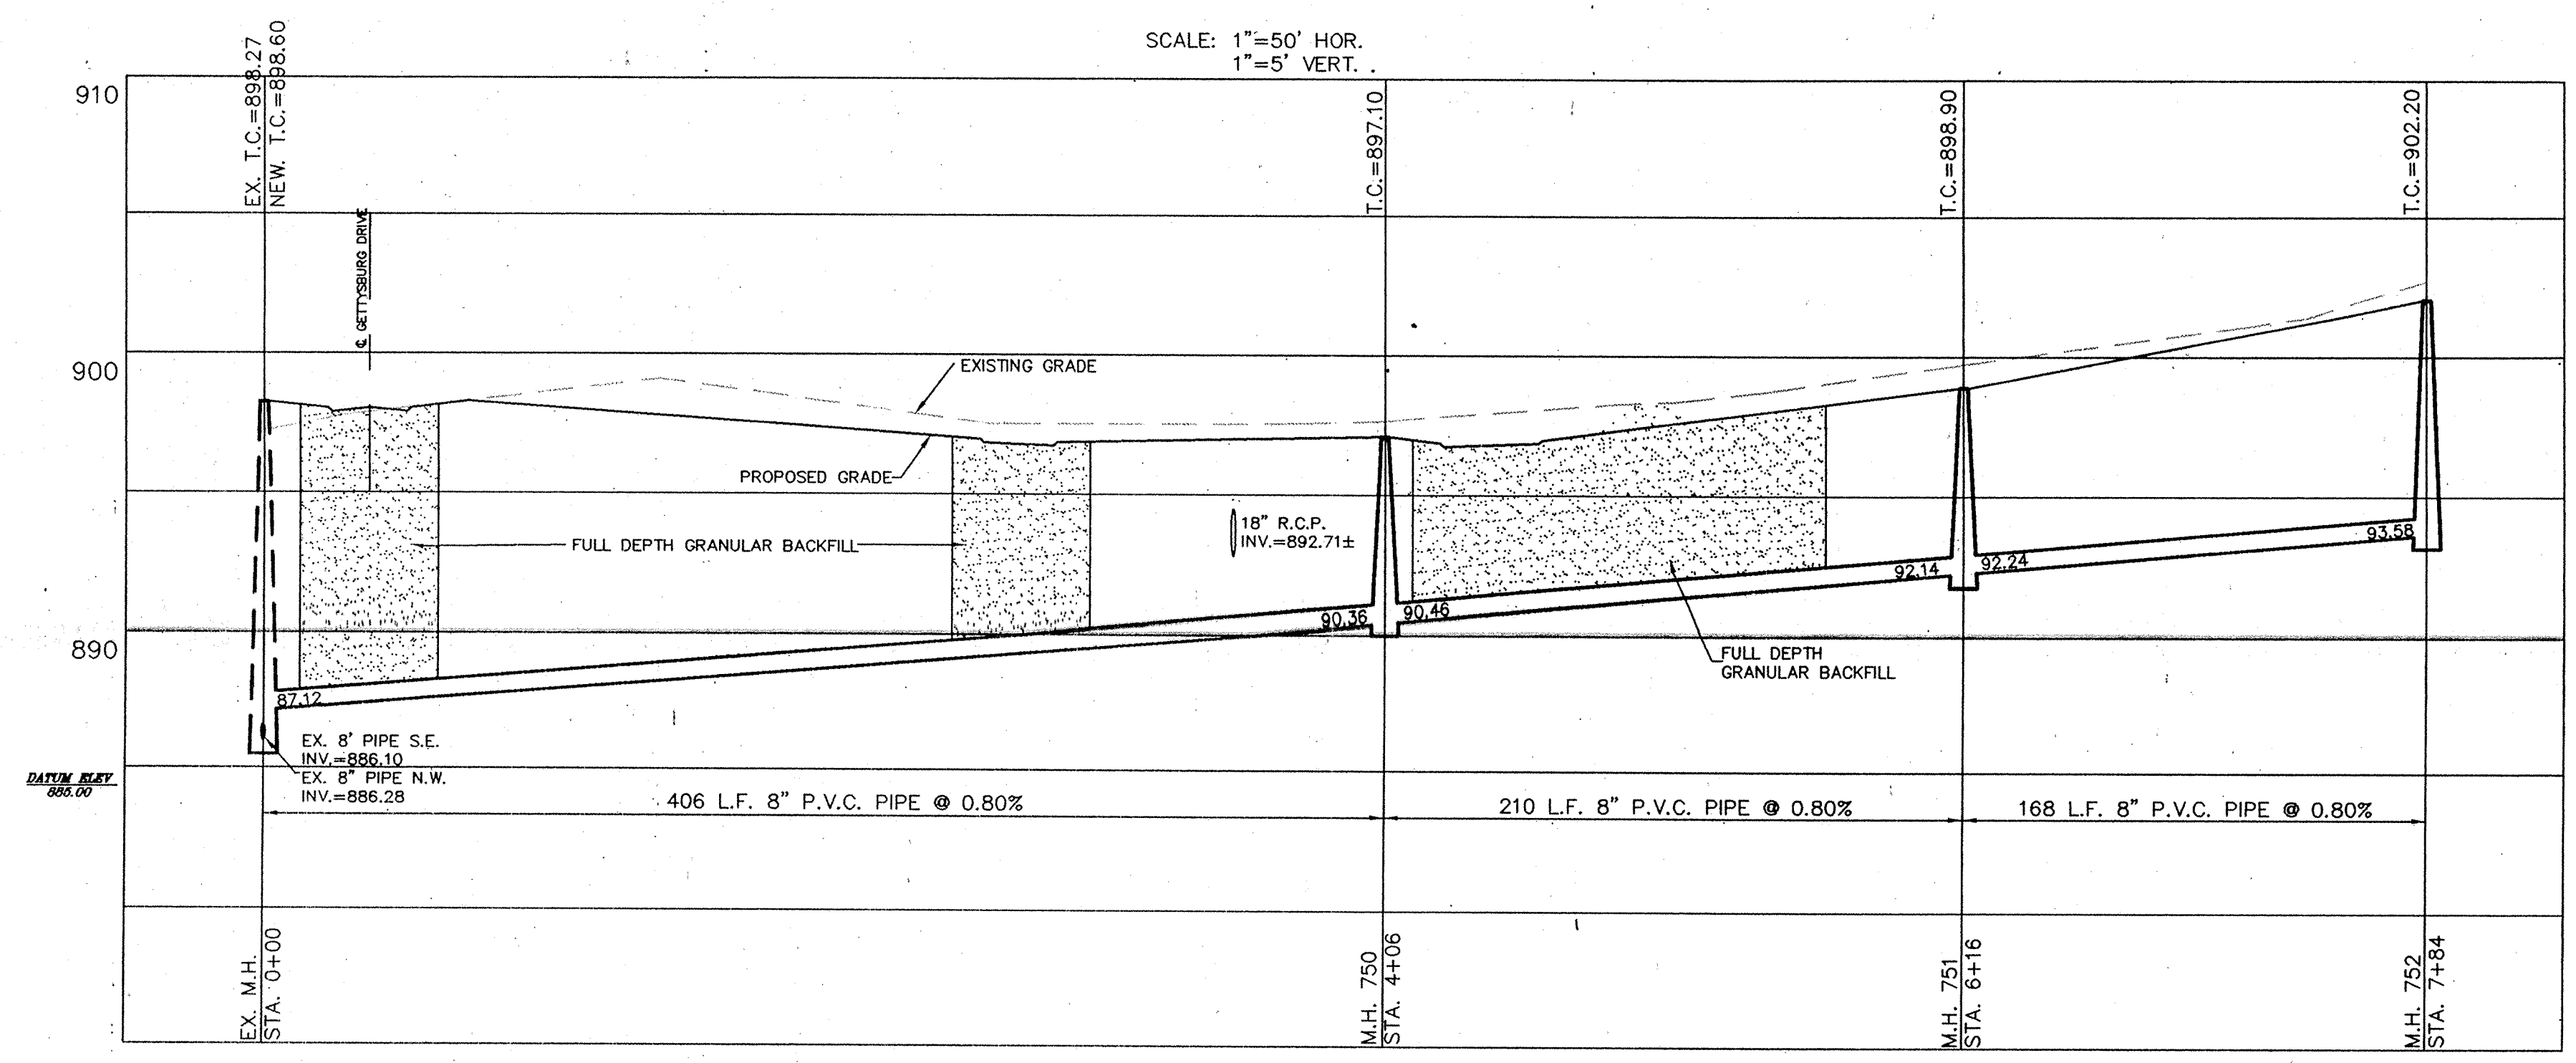 SCALE: 1"=50' HOR.
1"=5' VERT.
EX. T.C.=898.27
NEW. T.C.=898.60
T.C.=897.10
T.C.=898.90
T.C.=902.20
910
℄ GETTYSBURG DRIVE
900
EXISTING GRADE
PROPOSED GRADE
18" R.C.P.
INV.=892.71±
FULL DEPTH GRANULAR BACKFILL
93.58
92.14
92.24
90.36
90.46
890
FULL DEPTH
GRANULAR BACKFILL
87.12
EX. 8' PIPE S.E.
INV.=886.10
EX. 8" PIPE N.W.
INV.=886.28
DATUM ELEV
885.00
406 L.F. 8" P.V.C. PIPE @ 0.80%
210 L.F. 8" P.V.C. PIPE @ 0.80%
168 L.F. 8" P.V.C. PIPE @ 0.80%
EX. M.H.
STA. 0+00
M.H. 750
STA. 4+06
M.H. 751
STA. 6+16
M.H. 752
STA. 7+84